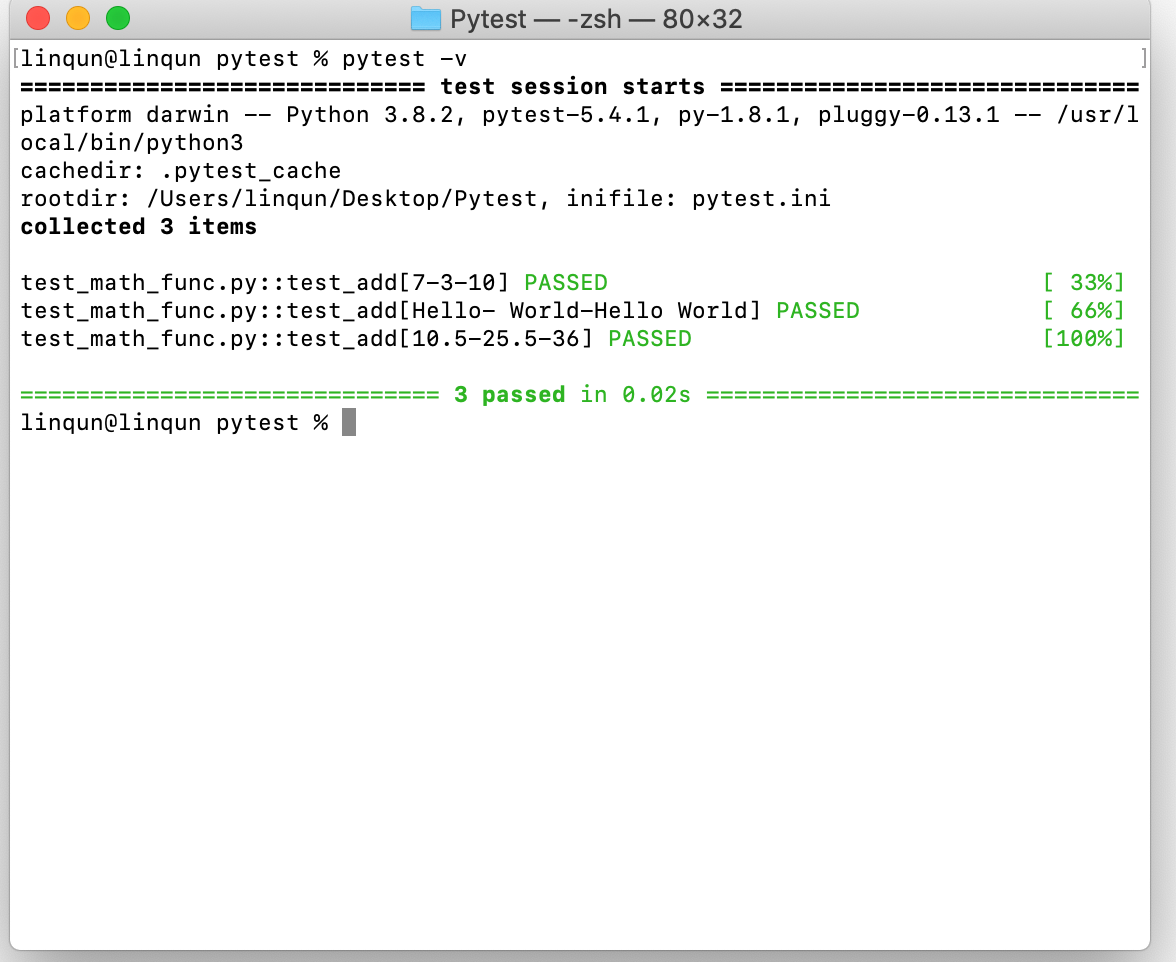 Pytest — -zsh — 80×32
[linqun@linqun pytest % pytest -v ]
============================= test session starts ==============================
platform darwin -- Python 3.8.2, pytest-5.4.1, py-1.8.1, pluggy-0.13.1 -- /usr/l
ocal/bin/python3
cachedir: .pytest_cache
rootdir: /Users/linqun/Desktop/Pytest, inifile: pytest.ini
collected 3 items
test_math_func.py::test_add[7-3-10] PASSED [ 33%]
test_math_func.py::test_add[Hello- World-Hello World] PASSED [ 66%]
test_math_func.py::test_add[10.5-25.5-36] PASSED [100%]
============================== 3 passed in 0.02s ===============================
linqun@linqun pytest %